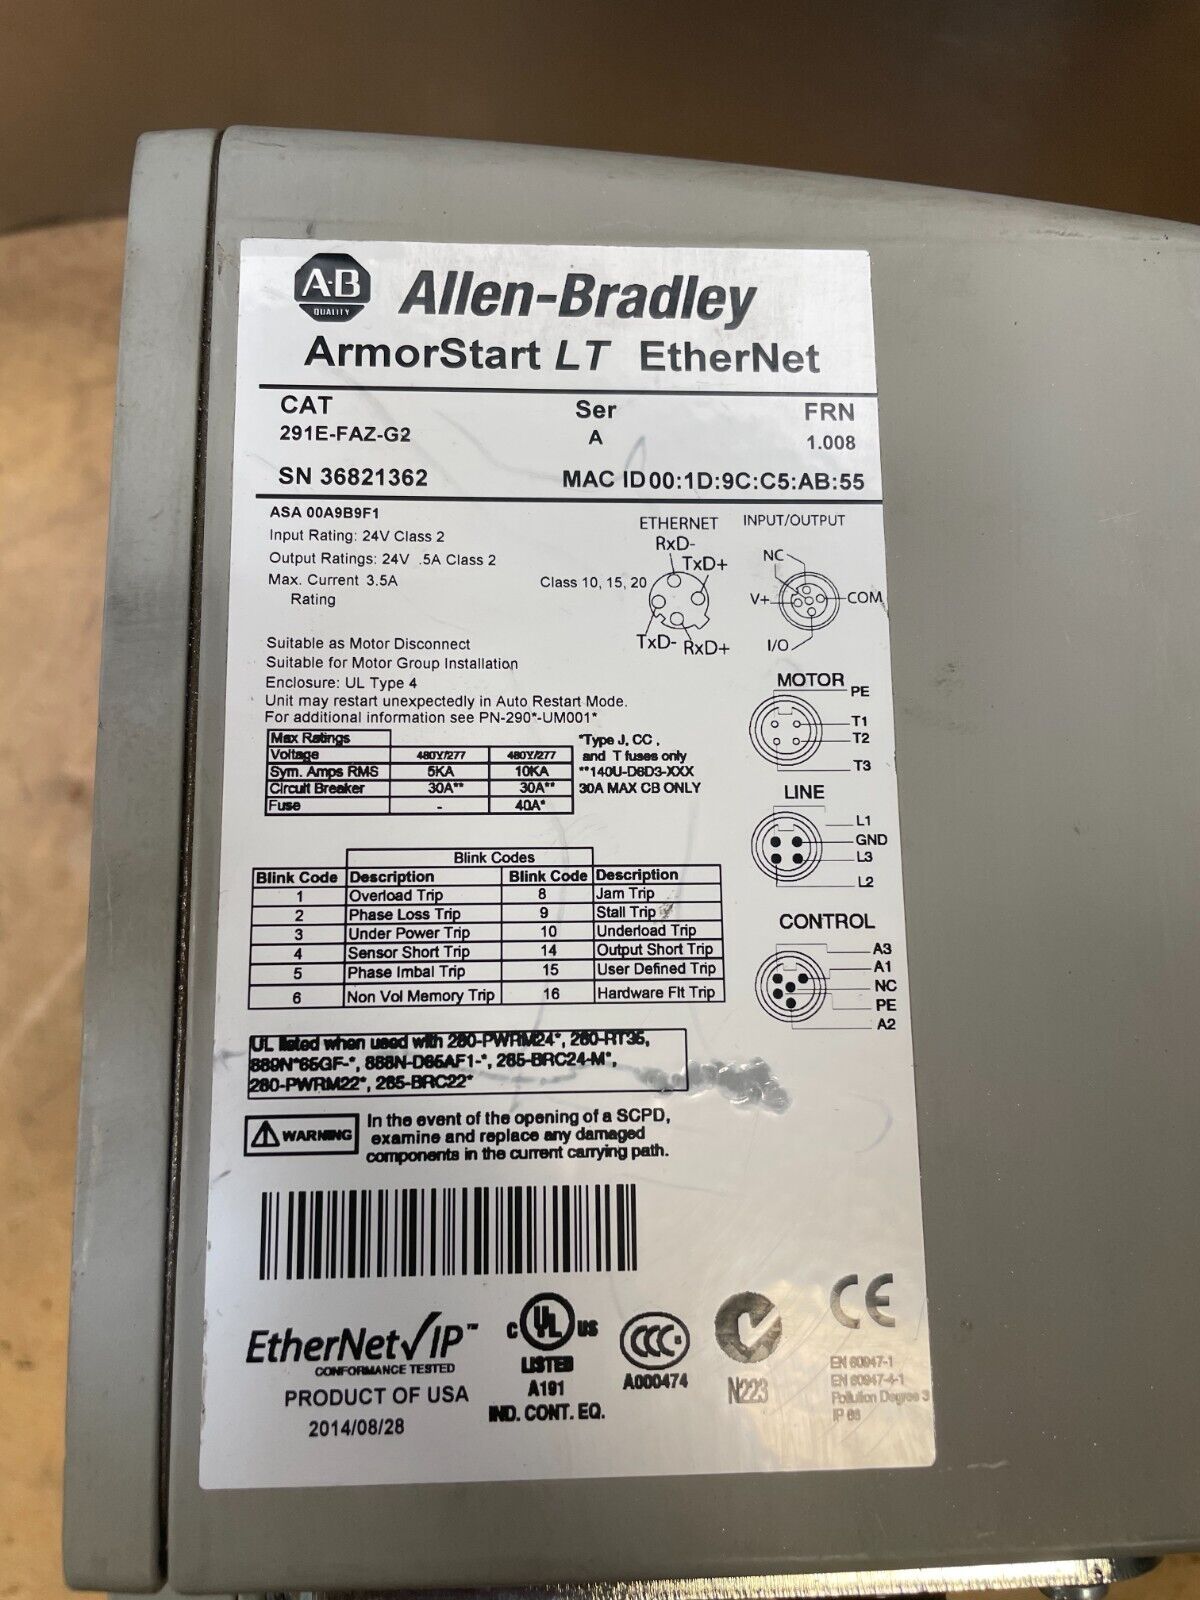 A-B
QUALITY
Allen-Bradley
ArmorStart LT EtherNet
CAT Ser FRN
291E-FAZ-G2 A 1.008
SN 36821362 MAC ID 00:1D:9C:C5:AB:55
ASA 00A9B9F1
Input Rating: 24V Class 2
Output Ratings: 24V .5A Class 2
Max. Current 3.5A Class 10, 15, 20
Rating
ETHERNET
RxD-
TxD+
TxD- RxD+
INPUT/OUTPUT
NC
V+ COM
I/O
Suitable as Motor Disconnect
Suitable for Motor Group Installation
Enclosure: UL Type 4
Unit may restart unexpectedly in Auto Restart Mode.
For additional information see PN-290*-UM001*
MOTOR
PE
T1
T2
T3
Max Ratings
Voltage 480Y/277 480Y/277
Sym. Amps RMS 5KA 10KA
Circuit Breaker 30A** 30A**
Fuse - 40A*
*Type J, CC,
and T fuses only
**140U-D6D3-XXX
30A MAX CB ONLY
LINE
L1
GND
L3
L2
Blink Codes
Blink Code Description Blink Code Description
1 Overload Trip 8 Jam Trip
2 Phase Loss Trip 9 Stall Trip
3 Under Power Trip 10 Underload Trip
4 Sensor Short Trip 14 Output Short Trip
5 Phase Imbal Trip 15 User Defined Trip
6 Non Vol Memory Trip 16 Hardware Flt Trip
CONTROL
A3
A1
NC
PE
A2
UL listed when used with 280-PWRM24*, 280-RT35,
889N*65GF-*, 888N-D65AF1-*, 285-BRC24-M*,
280-PWRM22*, 285-BRC22*
WARNING
In the event of the opening of a SCPD,
examine and replace any damaged
components in the current carrying path.
EtherNet/IP™
CONFORMANCE TESTED
PRODUCT OF USA
2014/08/28
C UL US
LISTED
A191
IND. CONT. EQ.
CCC
A000474
N223
CE
EN 60947-1
EN 60947-4-1
Pollution Degree 3
IP 66